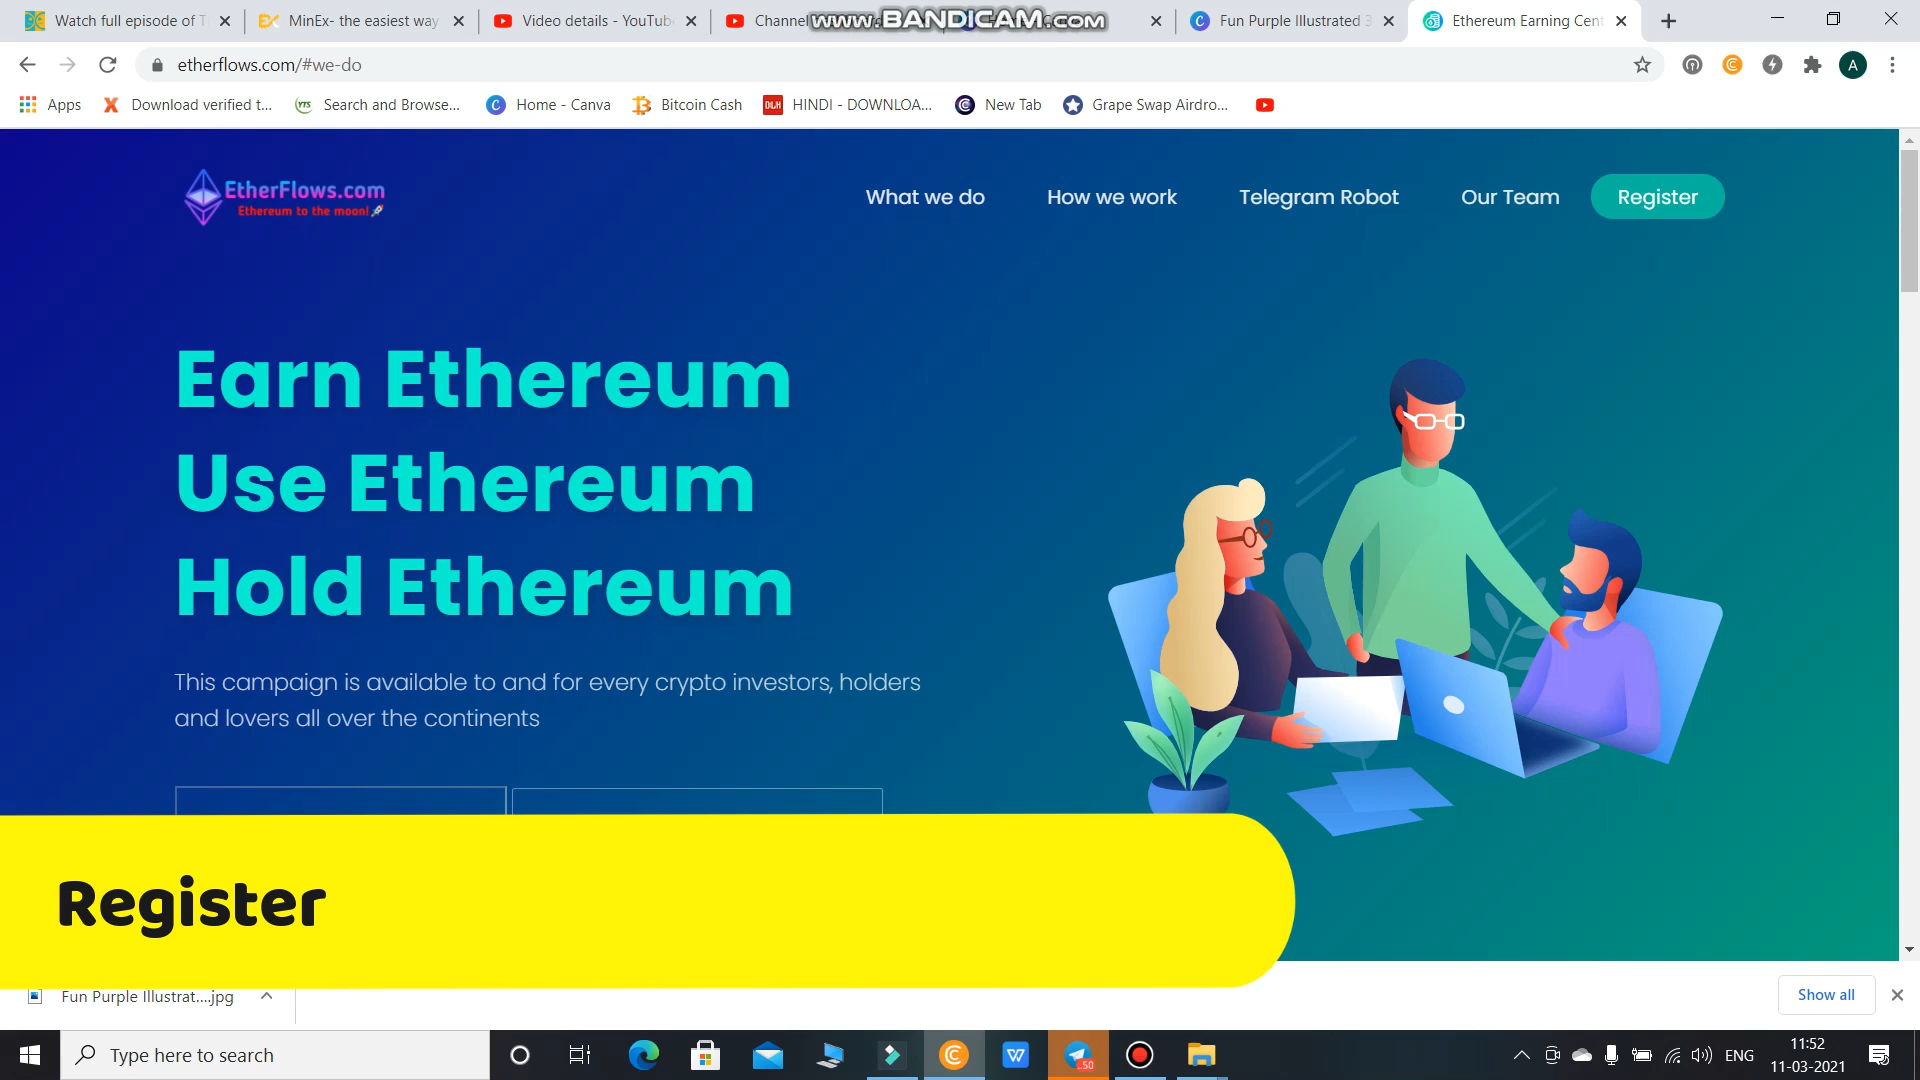 Watch full episode of T
MinEx- the easiest way
Video details - YouTub
Channel
www.BANDICAM.com
Fun Purple Illustrated 3
Ethereum Earning Cent
etherflows.com/#we-do
A
Apps
Download verified t...
Search and Browse...
Home - Canva
Bitcoin Cash
HINDI - DOWNLOA...
New Tab
Grape Swap Airdro...
EtherFlows.com
Ethereum to the moon!
What we do
How we work
Telegram Robot
Our Team
Register
Earn Ethereum
Use Ethereum
Hold Ethereum
This campaign is available to and for every crypto investors, holders
and lovers all over the continents
Register
Fun Purple Illustrat....jpg
Show all
Type here to search
..50
ENG
11:52
11-03-2021